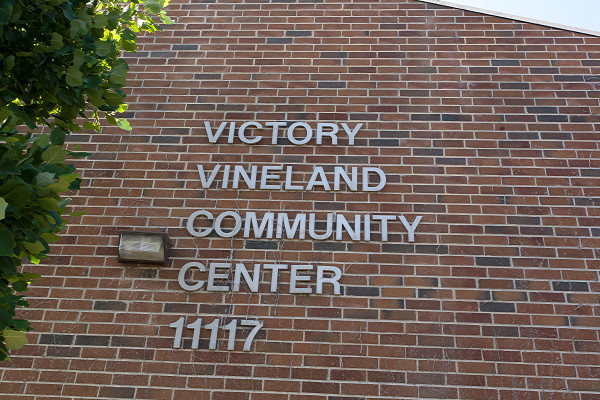 VICTORY
VINELAND
COMMUNITY
CENTER
11117